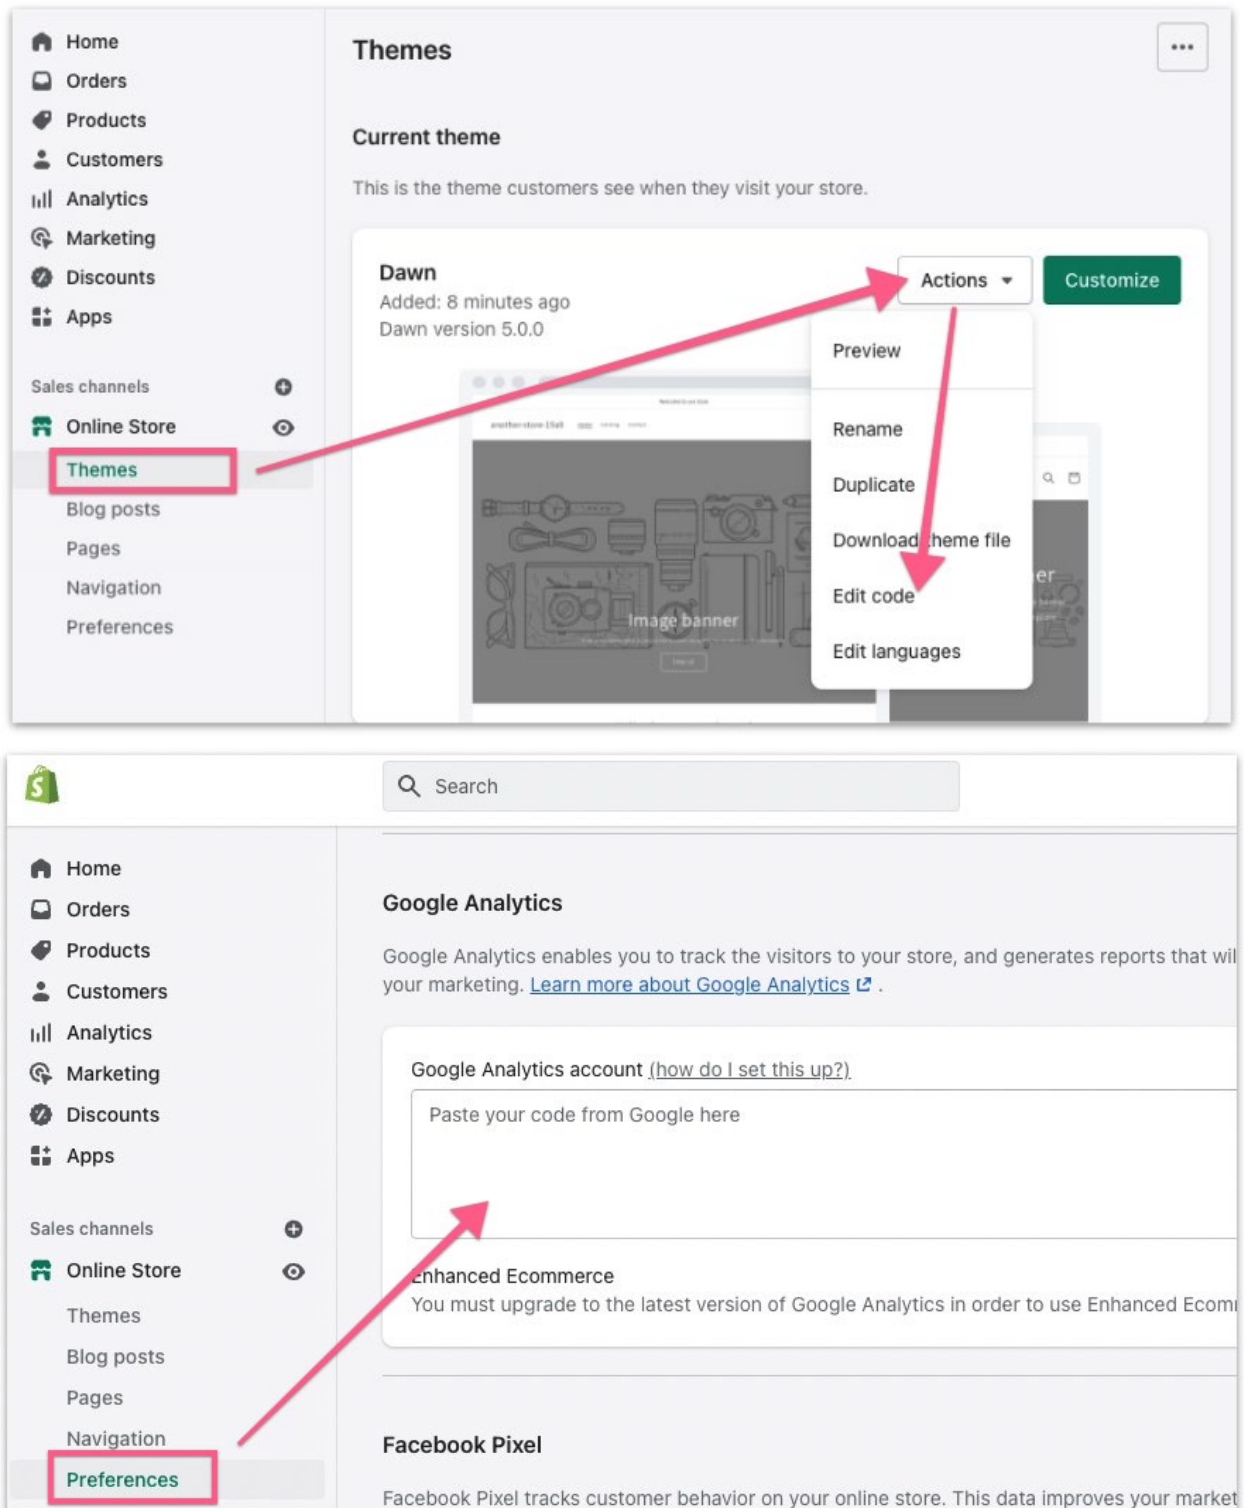 Home
Orders
Products
Customers
Analytics
Marketing
Discounts
Apps
Sales channels
Online Store
Themes
Blog posts
Pages
Navigation
Preferences
Themes
Current theme
This is the theme customers see when they visit your store.
Dawn
Added: 8 minutes ago
Dawn version 5.0.0
Actions
Customize
Preview
Rename
Duplicate
Download theme file
Edit code
Edit languages
Image banner
Search
Home
Orders
Products
Customers
Analytics
Marketing
Discounts
Apps
Sales channels
Online Store
Themes
Blog posts
Pages
Navigation
Preferences
Google Analytics
Google Analytics enables you to track the visitors to your store, and generates reports that wil
your marketing. Learn more about Google Analytics .
Google Analytics account (how do I set this up?)
Paste your code from Google here
Enhanced Ecommerce
You must upgrade to the latest version of Google Analytics in order to use Enhanced Ecom
Facebook Pixel
Facebook Pixel tracks customer behavior on your online store. This data improves your market